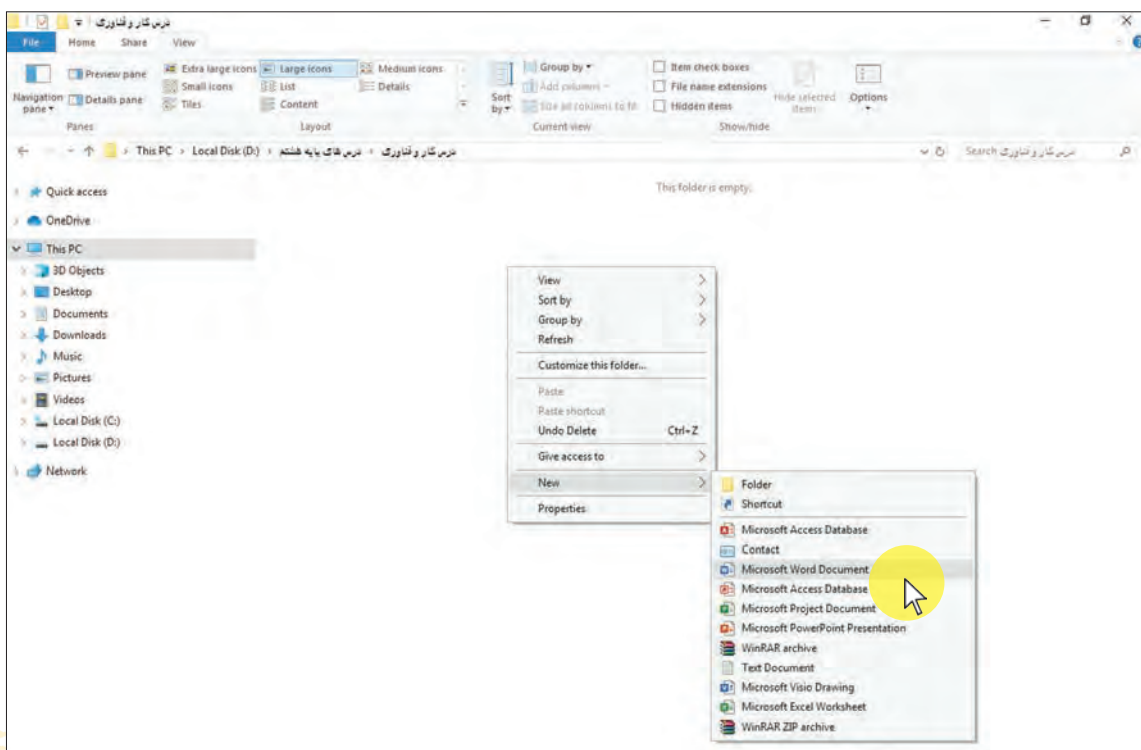 درس کار و فناوری
File Home Share View
Navigation pane
Preview pane
Details pane
Panes
Extra large icons Large icons Medium icons
Small icons List Details
Tiles Content
Layout
Sort by
Group by
Add columns
Size all columns to fit
Current view
Item check boxes
File name extensions
Hidden items
Hide selected items
Options
Show/hide
This PC > Local Disk (D:) > درس های پایه هشتم > درس کار و فناوری
Search درس کار و فناوری
Quick access
OneDrive
This PC
3D Objects
Desktop
Documents
Downloads
Music
Pictures
Videos
Local Disk (C:)
Local Disk (D:)
Network
This folder is empty.
View
Sort by
Group by
Refresh
Customize this folder...
Paste
Paste shortcut
Undo Delete Ctrl+Z
Give access to
New
Properties
Folder
Shortcut
Microsoft Access Database
Contact
Microsoft Word Document
Microsoft Access Database
Microsoft Project Document
Microsoft PowerPoint Presentation
WinRAR archive
Text Document
Microsoft Visio Drawing
Microsoft Excel Worksheet
WinRAR ZIP archive